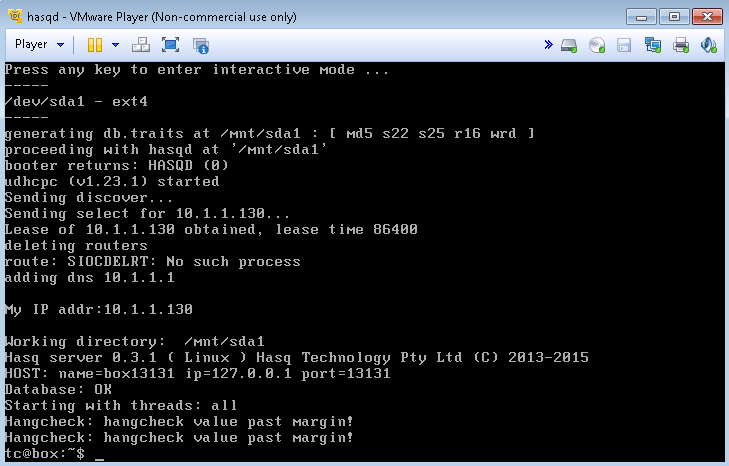 hasqd - VMware Player (Non-commercial use only)
Player
Press any key to enter interactive mode ...
-----
/dev/sda1 - ext4
-----
generating db.traits at /mnt/sda1 : [ md5 s22 s25 r16 wrd ]
proceeding with hasqd at '/mnt/sda1'
booter returns: HASQD (0)
udhcpc (v1.23.1) started
Sending discover...
Sending select for 10.1.1.130...
Lease of 10.1.1.130 obtained, lease time 86400
deleting routers
route: SIOCDELRT: No such process
adding dns 10.1.1.1
My IP addr:10.1.1.130
Working directory:  /mnt/sda1
Hasq server 0.3.1 ( Linux ) Hasq Technology Pty Ltd (C) 2013-2015
HOST: name=box13131 ip=127.0.0.1 port=13131
Database: OK
Starting with threads: all
Hangcheck: hangcheck value past margin!
Hangcheck: hangcheck value past margin!
tc@box:~$ _